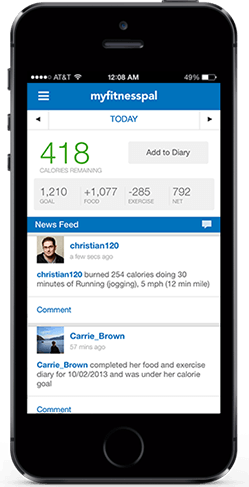 AT&T 12:08 AM 49%
myfitnesspal
TODAY
418
CALORIES REMAINING
Add to Diary
1,210 +1,077 -285 792
GOAL FOOD EXERCISE NET
News Feed
christian120
a few secs ago
christian120 burned 254 calories doing 30
minutes of Running (jogging), 5 mph (12 min mile)
Comment
Carrie_Brown
57 mins ago
Carrie_Brown completed her food and exercise
diary for 10/02/2013 and was under her calorie
goal
Comment